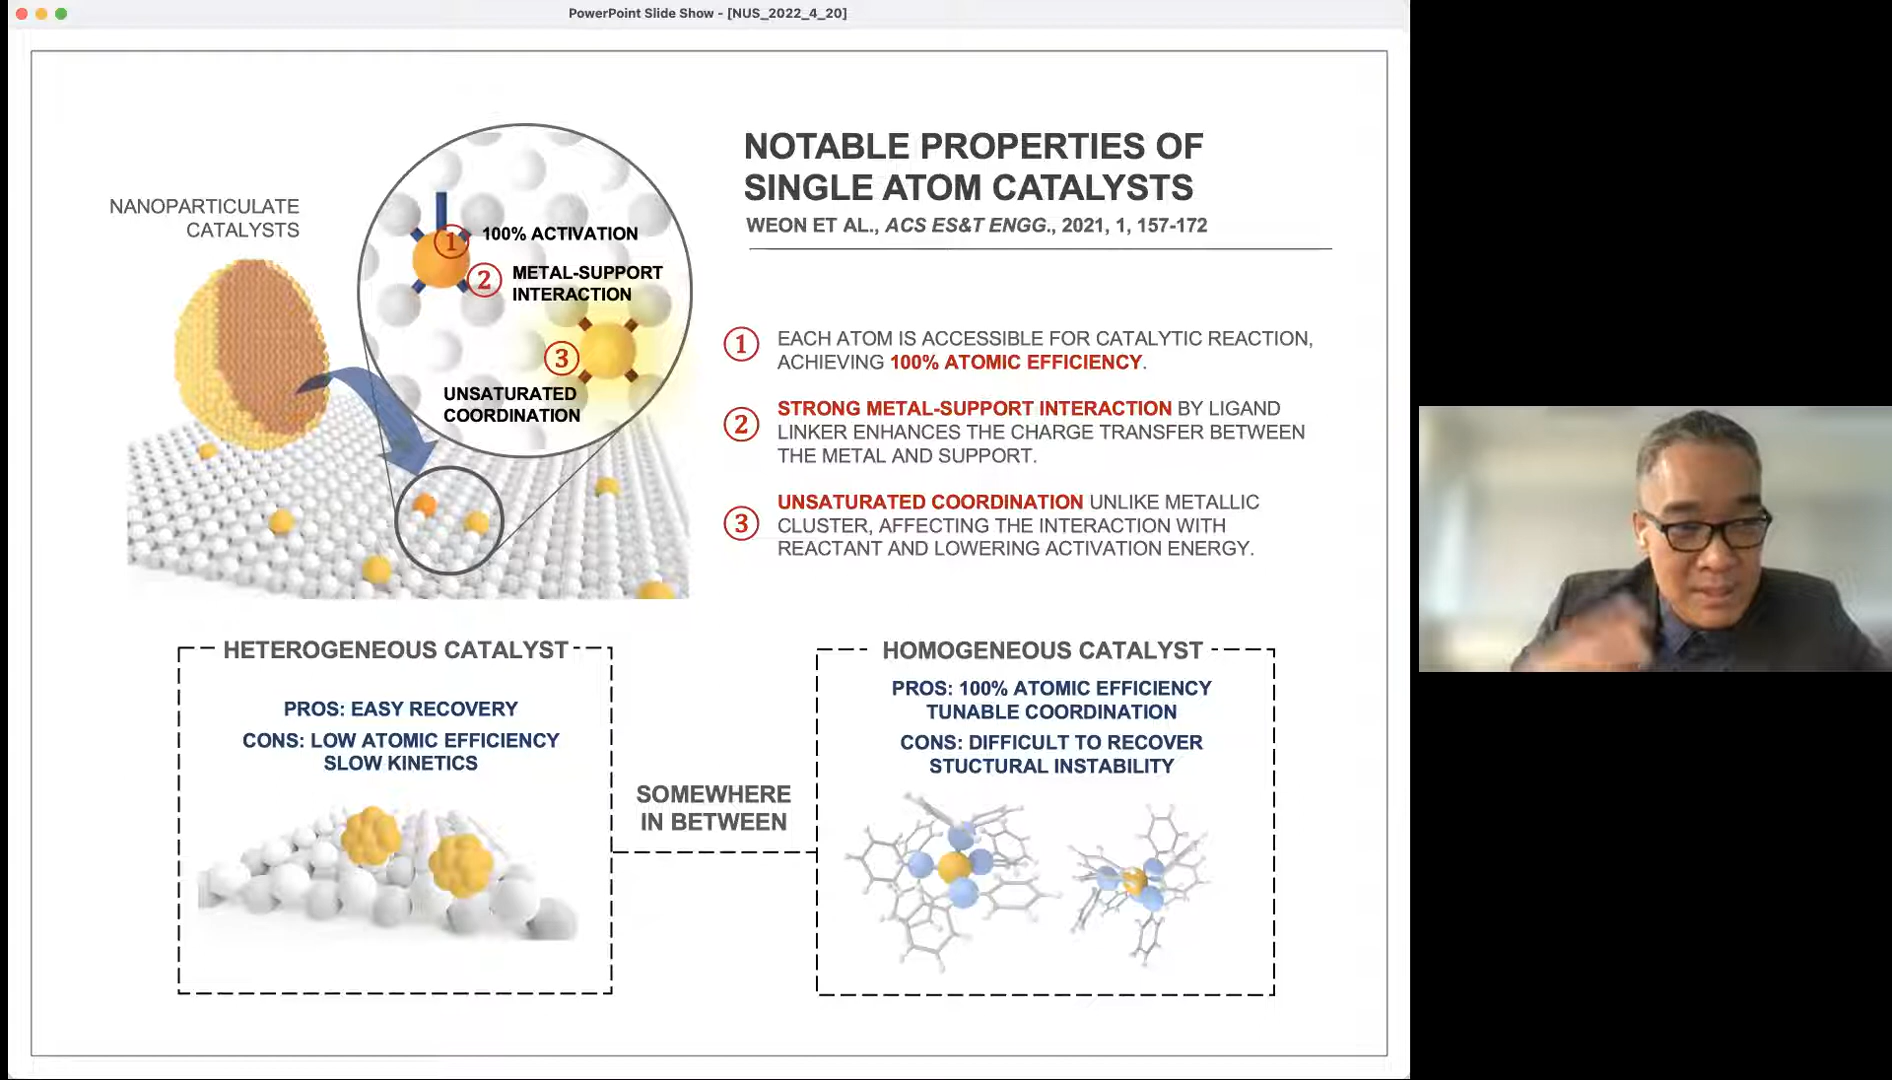 PowerPoint Slide Show - [NUS_2022_4_20]
NOTABLE PROPERTIES OF
SINGLE ATOM CATALYSTS
WEON ET AL., ACS ES&T ENGG., 2021, 1, 157-172
NANOPARTICULATE
CATALYSTS
1 100% ACTIVATION
2 METAL-SUPPORT
INTERACTION
3
UNSATURATED
COORDINATION
1 EACH ATOM IS ACCESSIBLE FOR CATALYTIC REACTION,
ACHIEVING 100% ATOMIC EFFICIENCY.
2 STRONG METAL-SUPPORT INTERACTION BY LIGAND
LINKER ENHANCES THE CHARGE TRANSFER BETWEEN
THE METAL AND SUPPORT.
3 UNSATURATED COORDINATION UNLIKE METALLIC
CLUSTER, AFFECTING THE INTERACTION WITH
REACTANT AND LOWERING ACTIVATION ENERGY.
HETEROGENEOUS CATALYST
PROS: EASY RECOVERY
CONS: LOW ATOMIC EFFICIENCY
SLOW KINETICS
SOMEWHERE
IN BETWEEN
HOMOGENEOUS CATALYST
PROS: 100% ATOMIC EFFICIENCY
TUNABLE COORDINATION
CONS: DIFFICULT TO RECOVER
STUCTURAL INSTABILITY